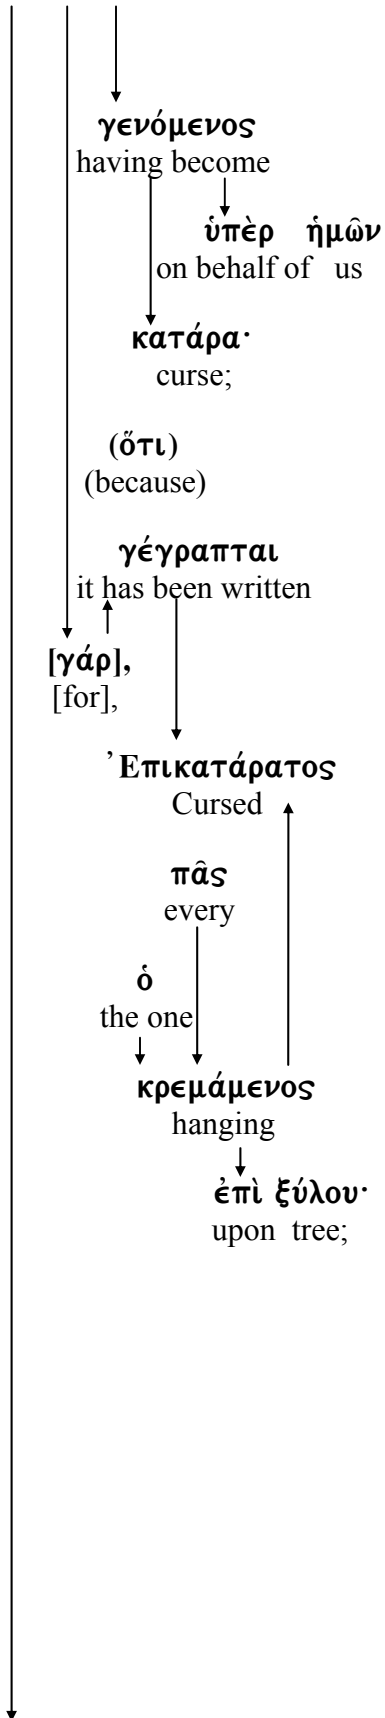 γενόμενος
having become
ὑπὲρ ἡμῶν
on behalf of us
κατάρα·
curse;
(ὅτι)
(because)
γέγραπται
it has been written
[γάρ],
[for],
Ἐπικατάρατος
Cursed
πᾶς
every
ὁ
the one
κρεμάμενος
hanging
ἐπὶ ξύλου·
upon tree;